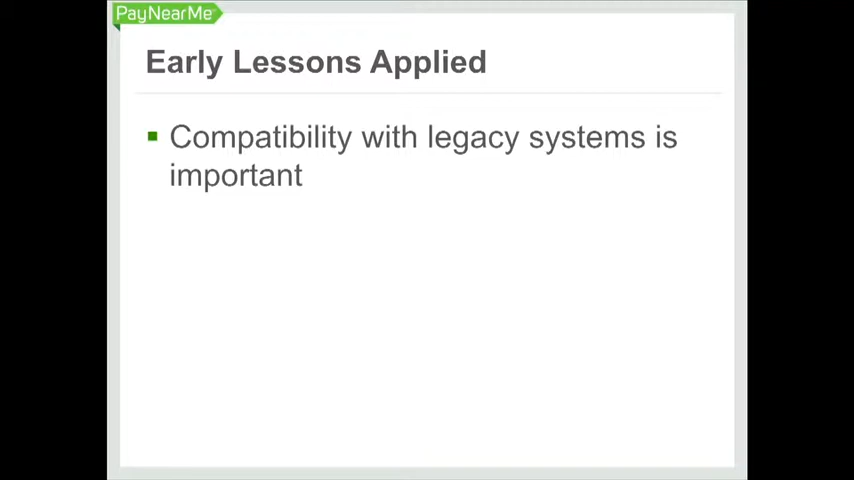 PayNearMe
Early Lessons Applied
Compatibility with legacy systems is
important